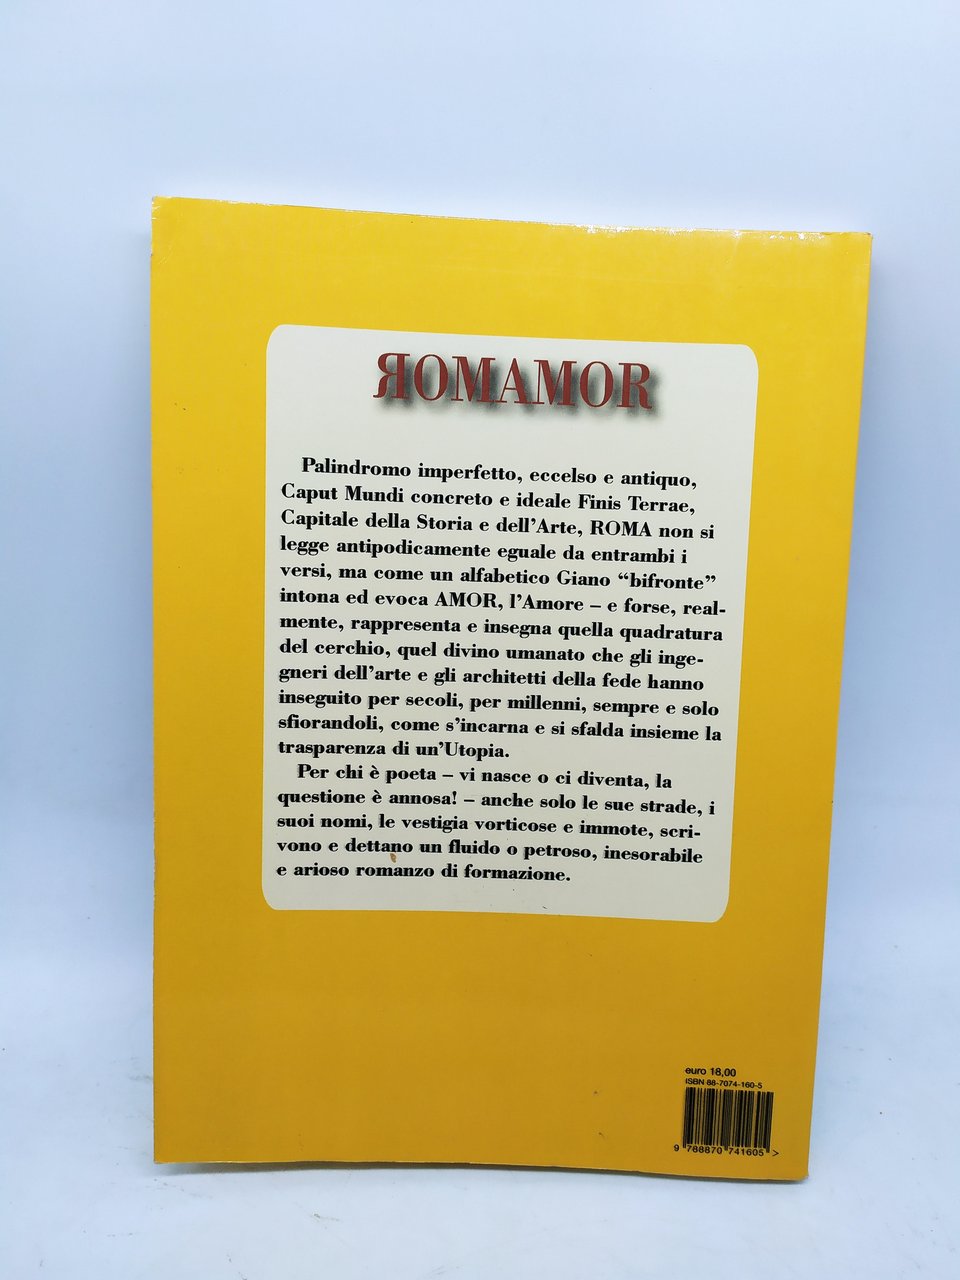 ЯOMAMOR
Palindromo imperfetto, eccelso e antiquo,
Caput Mundi concreto e ideale Finis Terrae,
Capitale della Storia e dell'Arte, ROMA non si
legge antipodicamente eguale da entrambi i
versi, ma come un alfabetico Giano “bifronte”
intona ed evoca AMOR, l'Amore – e forse, real-
mente, rappresenta e insegna quella quadratura
del cerchio, quel divino umanato che gli inge-
gneri dell'arte e gli architetti della fede hanno
inseguito per secoli, per millenni, sempre e solo
sfiorandoli, come s'incarna e si sfalda insieme la
trasparenza di un'Utopia.
Per chi è poeta – vi nasce o ci diventa, la
questione è annosa! – anche solo le sue strade, i
suoi nomi, le vestigia vorticose e immote, scri-
vono e dettano un fluido o petroso, inesorabile
e arioso romanzo di formazione.
euro 18,00
ISBN 88-7074-160-5
9 788870 741605 >